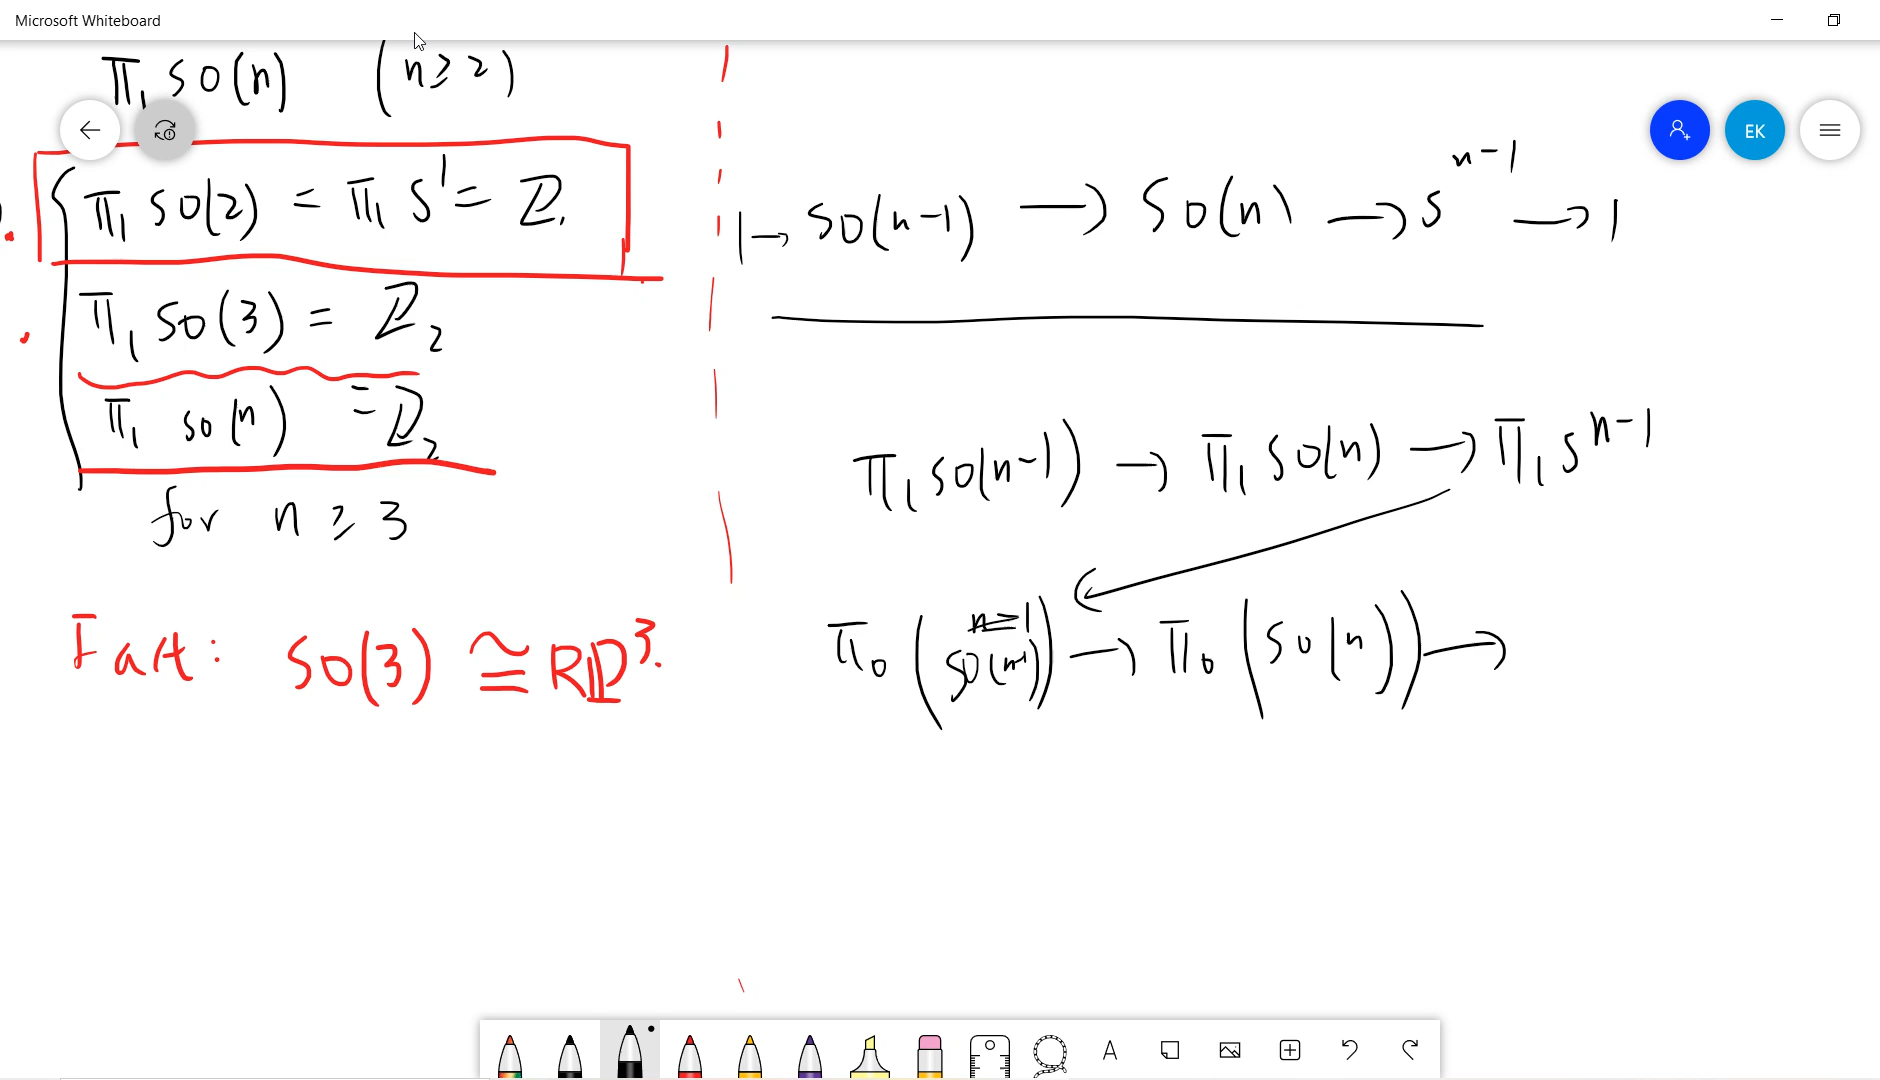 Microsoft Whiteboard
π₁ SO(n) (n ≥ 2)
π₁ SO(2) = π₁ S¹ = ℤ.
π₁ SO(3) = ℤ₂
π₁ SO(n) = ℤ₂
for n ≥ 3
Fact: SO(3) ≅ RP³.
EK
1 → SO(n-1) → SO(n) → Sⁿ⁻¹ → 1
π₁ SO(n-1) → π₁ SO(n) → π₁ Sⁿ⁻¹
π₀ (SO(n-1)) → π₀ (SO(n)) →
A